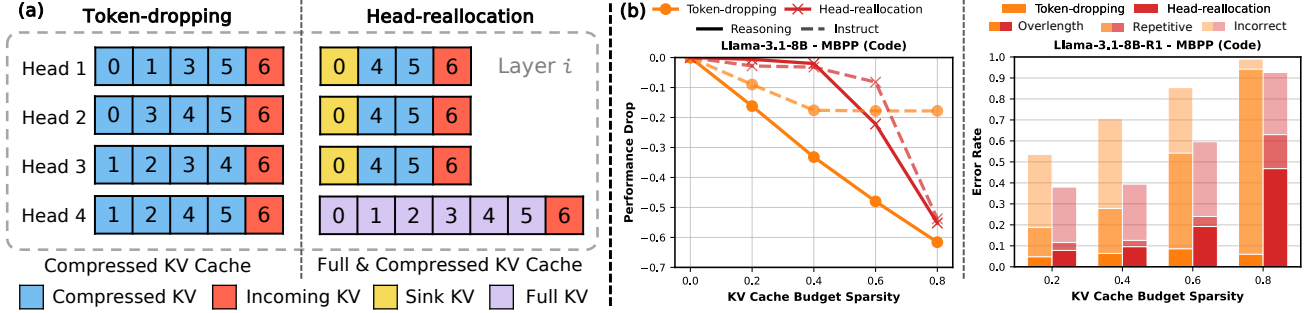 (a)
Token-dropping
Head-reallocation
Head 1
0 1 3 5 6
0 4 5 6
Layer i
Head 2
0 3 4 5 6
0 4 5 6
Head 3
1 2 3 4 6
0 4 5 6
Head 4
1 2 4 5 6
0 1 2 3 4 5 6
Compressed KV Cache
Full & Compressed KV Cache
Compressed KV
Incoming KV
Sink KV
Full KV
(b)
Token-dropping
Head-reallocation
Reasoning
Instruct
Llama-3.1-8B - MBPP (Code)
Performance Drop
0.0
−0.1
−0.2
−0.3
−0.4
−0.5
−0.6
−0.7
0.0 0.2 0.4 0.6 0.8
KV Cache Budget Sparsity
Token-dropping
Head-reallocation
Overlength
Repetitive
Incorrect
Llama-3.1-8B-R1 - MBPP (Code)
Error Rate
1.0
0.9
0.8
0.7
0.6
0.5
0.4
0.3
0.2
0.1
0.0
0.2 0.4 0.6 0.8
KV Cache Budget Sparsity